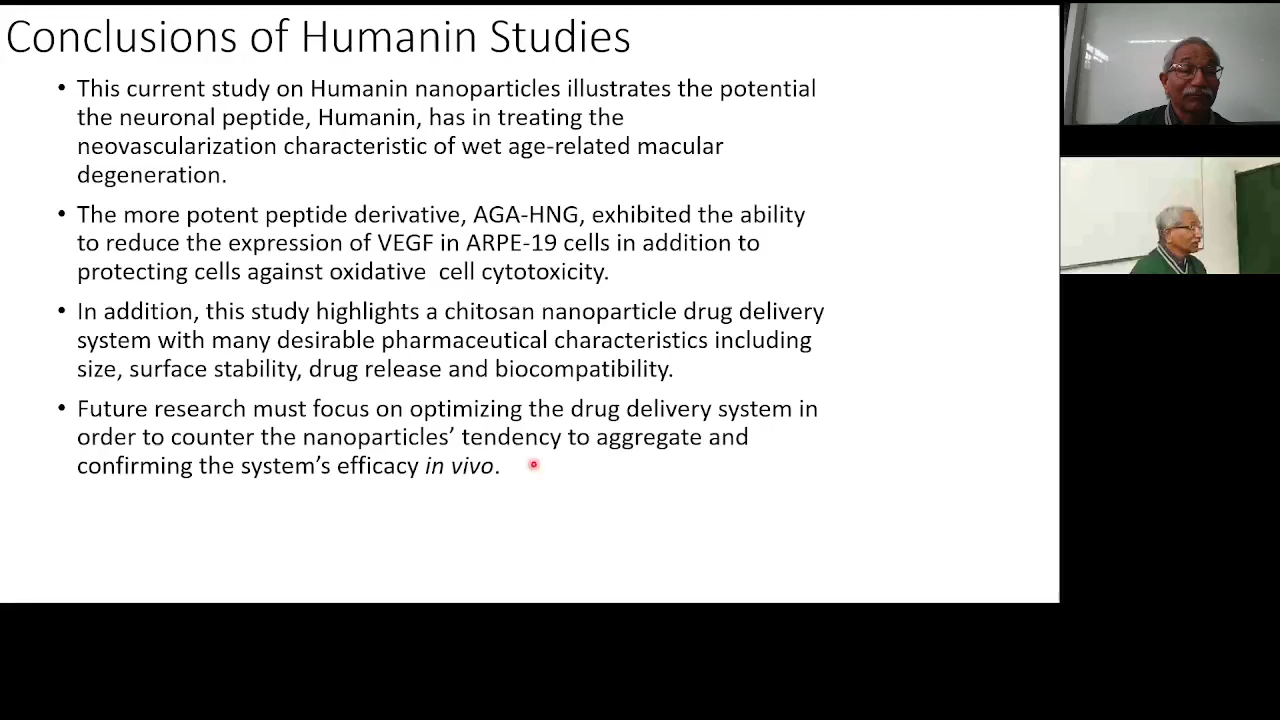 Conclusions of Humanin Studies
• This current study on Humanin nanoparticles illustrates the potential
the neuronal peptide, Humanin, has in treating the
neovascularization characteristic of wet age-related macular
degeneration.
• The more potent peptide derivative, AGA-HNG, exhibited the ability
to reduce the expression of VEGF in ARPE-19 cells in addition to
protecting cells against oxidative cell cytotoxicity.
• In addition, this study highlights a chitosan nanoparticle drug delivery
system with many desirable pharmaceutical characteristics including
size, surface stability, drug release and biocompatibility.
• Future research must focus on optimizing the drug delivery system in
order to counter the nanoparticles’ tendency to aggregate and
confirming the system’s efficacy in vivo.